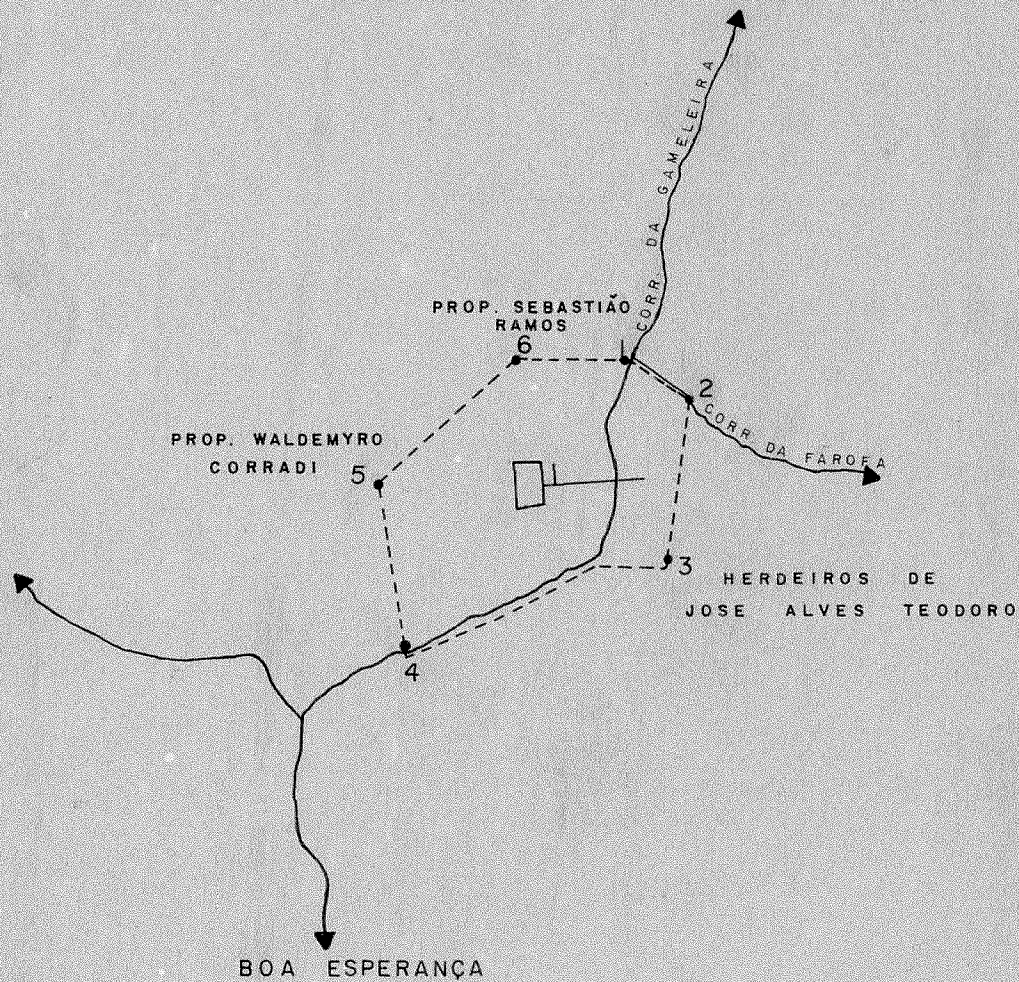 CORR DA GAMELEIRA
PROP. SEBASTIÃO
RAMOS
6
1
2
CORR DA FAROFA
PROP. WALDEMYRO
CORRADI
5
3
HERDEIROS DE
JOSE ALVES TEODORO
4
BOA ESPERANÇA